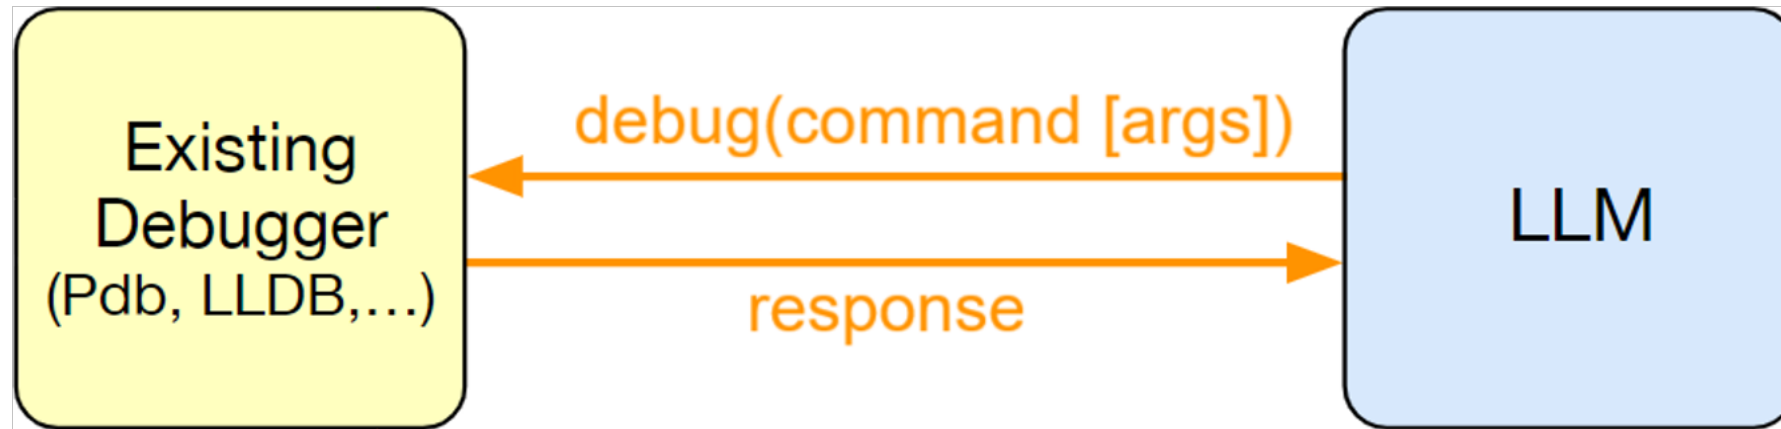 Existing
Debugger
(Pdb, LLDB,...)
debug(command [args])
response
LLM